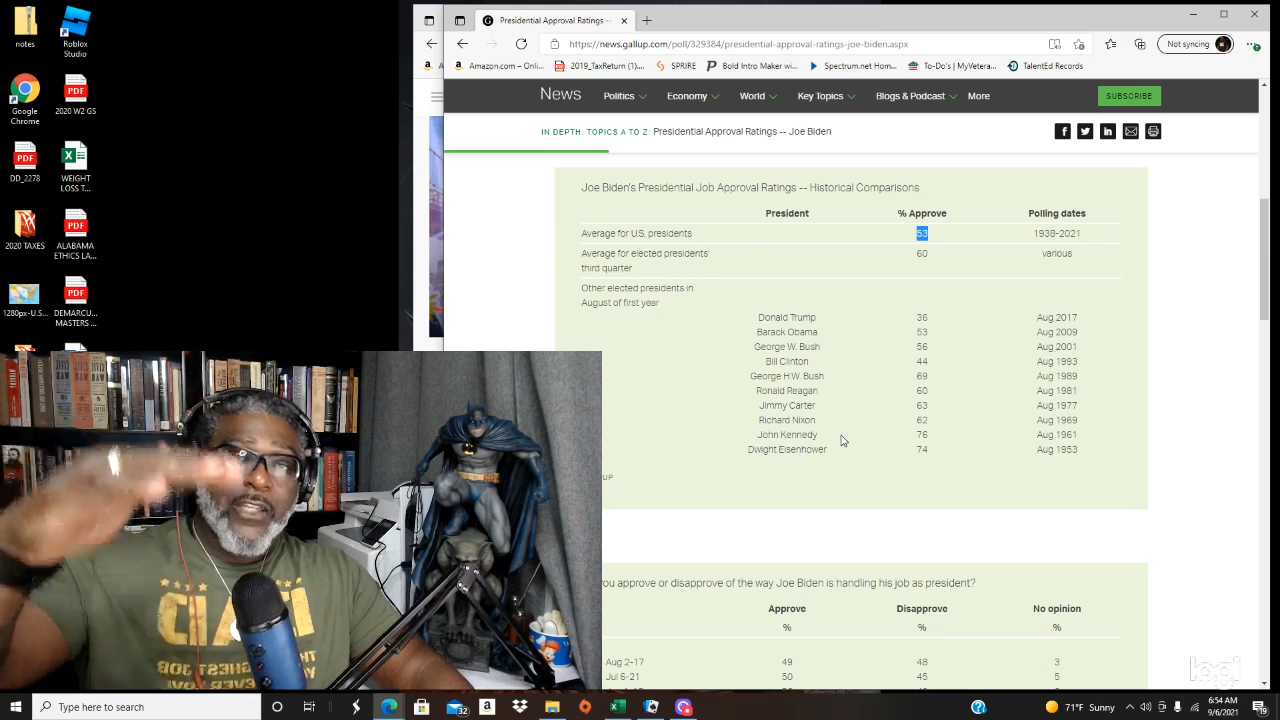 notes
Roblox Studio
Google Chrome
2020 W2 GS
DD_2278
WEIGHT LOSS T...
2020 TAXES
ALABAMA ETHICS LA...
1280px-U.S...
DEMARCU... MASTERS ...
Presidential Approval Ratings --
https://news.gallup.com/poll/329384/presidential-approval-ratings-joe-biden.aspx
Not syncing
Amazon.com – Onli...
2019_TaxReturn (1)....
SPRIRE
Bold Intro Maker wi...
Spectrum.net Hom...
To-Do's | MyVetera...
TalentEd Records
News Politics Economy World Key Topics Blogs & Podcast More SUBSCRIBE
IN DEPTH: TOPICS A TO Z: Presidential Approval Ratings -- Joe Biden
Joe Biden's Presidential Job Approval Ratings -- Historical Comparisons
President % Approve Polling dates
Average for U.S. presidents 53 1938-2021
Average for elected presidents' third quarter 60 various
Other elected presidents in August of first year
Donald Trump 36 Aug 2017
Barack Obama 53 Aug 2009
George W. Bush 56 Aug 2001
Bill Clinton 44 Aug 1993
George H.W. Bush 69 Aug 1989
Ronald Reagan 60 Aug 1981
Jimmy Carter 63 Aug 1977
Richard Nixon 62 Aug 1969
John Kennedy 76 Aug 1961
Dwight Eisenhower 74 Aug 1953
UP
you approve or disapprove of the way Joe Biden is handling his job as president?
Approve Disapprove No opinion
% % %
Aug 2-17 49 48 3
Jul 6-21 50 45 5
DAD
HIGHEST JOB
logi
Type here to search
32
71°F Sunny
6:54 AM
9/6/2021
19